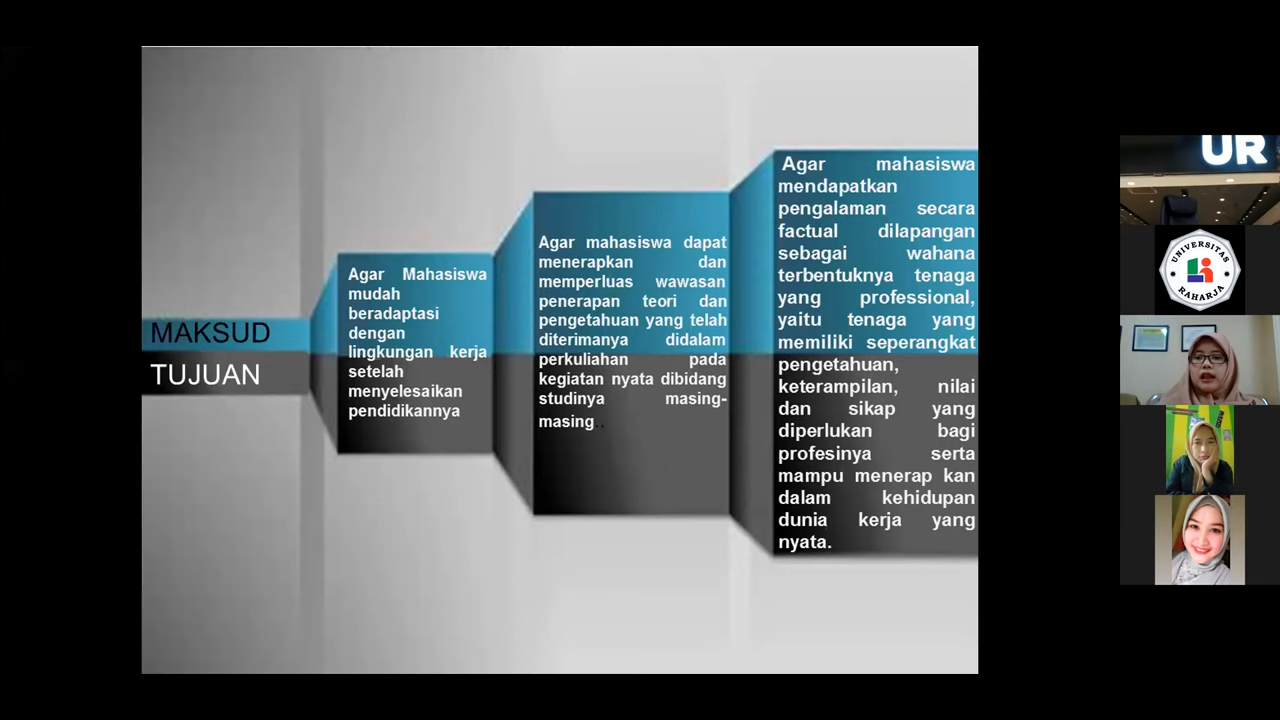 MAKSUD
TUJUAN
Agar Mahasiswa
mudah
beradaptasi
dengan
lingkungan kerja
setelah
menyelesaikan
pendidikannya
Agar mahasiswa dapat
menerapkan dan
memperluas wawasan
penerapan teori dan
pengetahuan yang telah
diterimanya didalam
perkuliahan pada
kegiatan nyata dibidang
studinya masing-
masing..
Agar mahasiswa
mendapatkan
pengalaman secara
factual dilapangan
sebagai wahana
terbentuknya tenaga
yang professional,
yaitu tenaga yang
memiliki seperangkat
pengetahuan,
keterampilan, nilai
dan sikap yang
diperlukan bagi
profesinya serta
mampu menerap kan
dalam kehidupan
dunia kerja yang
nyata.
UR
UNIVERSITAS
RAHARJA